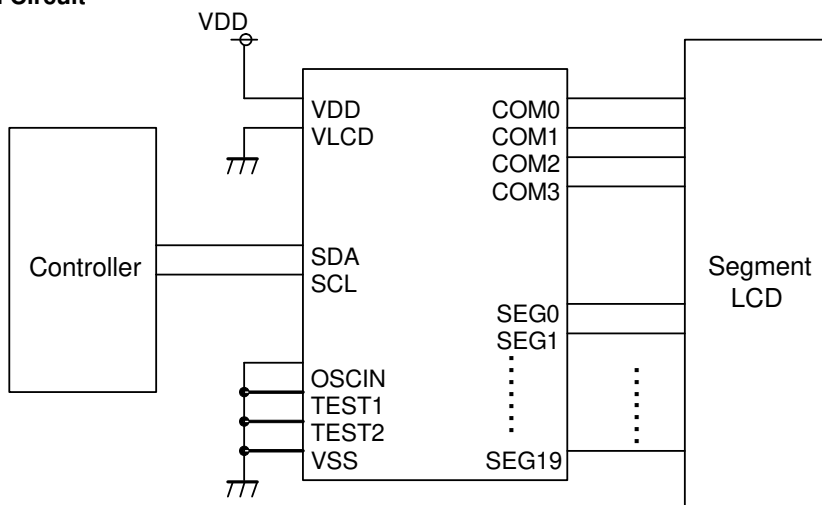 Circuit
VDD
VDD
VLCD
SDA
SCL
OSCIN
TEST1
TEST2
VSS
COM0
COM1
COM2
COM3
SEG0
SEG1
SEG19
Controller
Segment
LCD